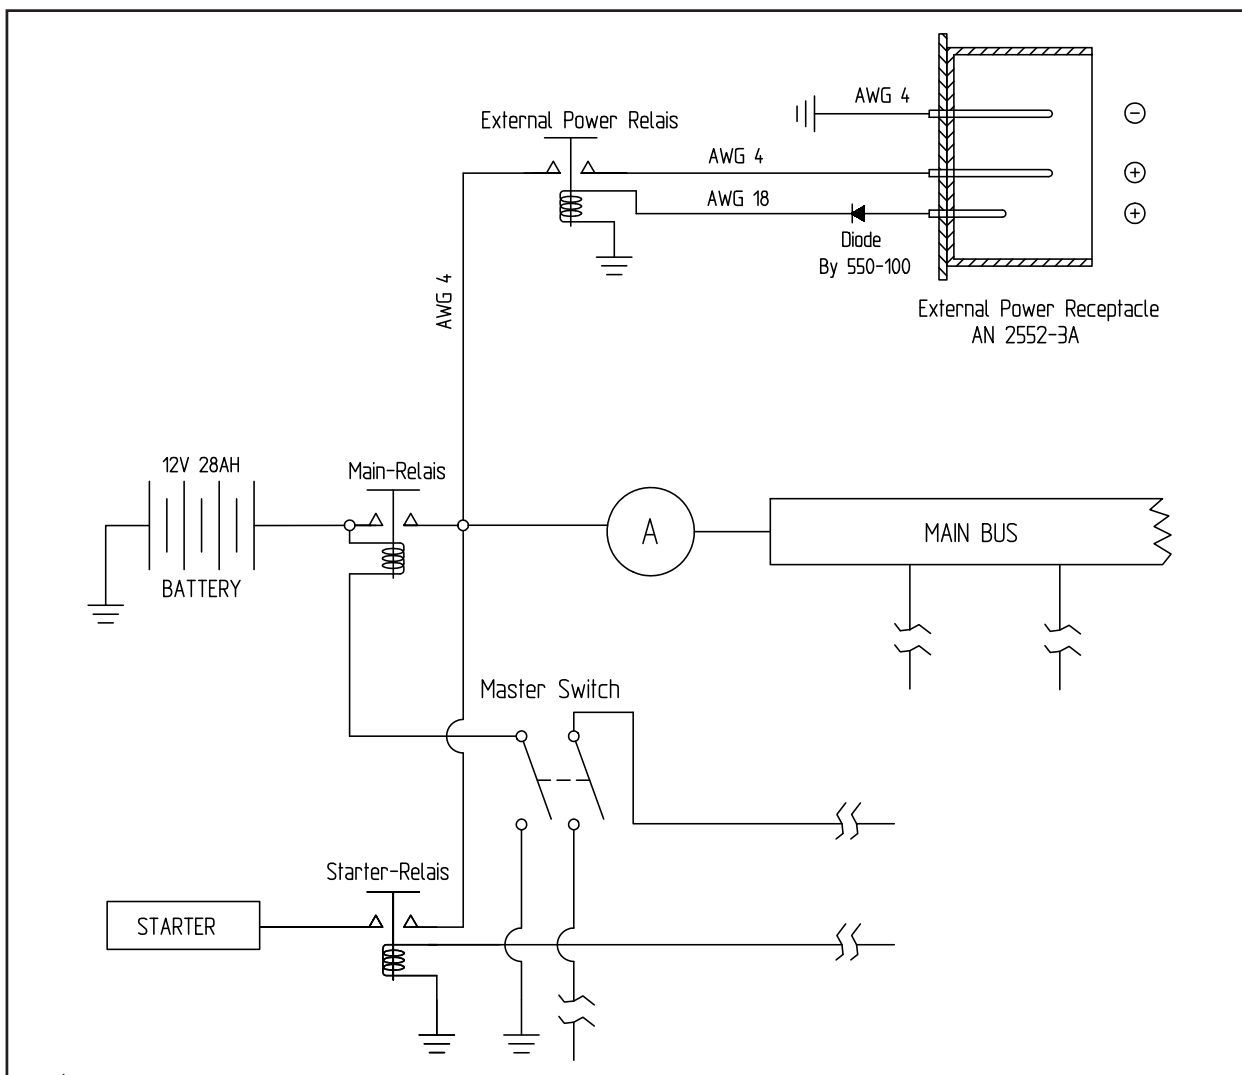 AWG 4
External Power Relais
AWG 4
AWG 18
Diode
By 550-100
AWG 4
External Power Receptacle
AN 2552-3A
12V 28AH
Main-Relais
A
MAIN BUS
BATTERY
Master Switch
Starter-Relais
STARTER